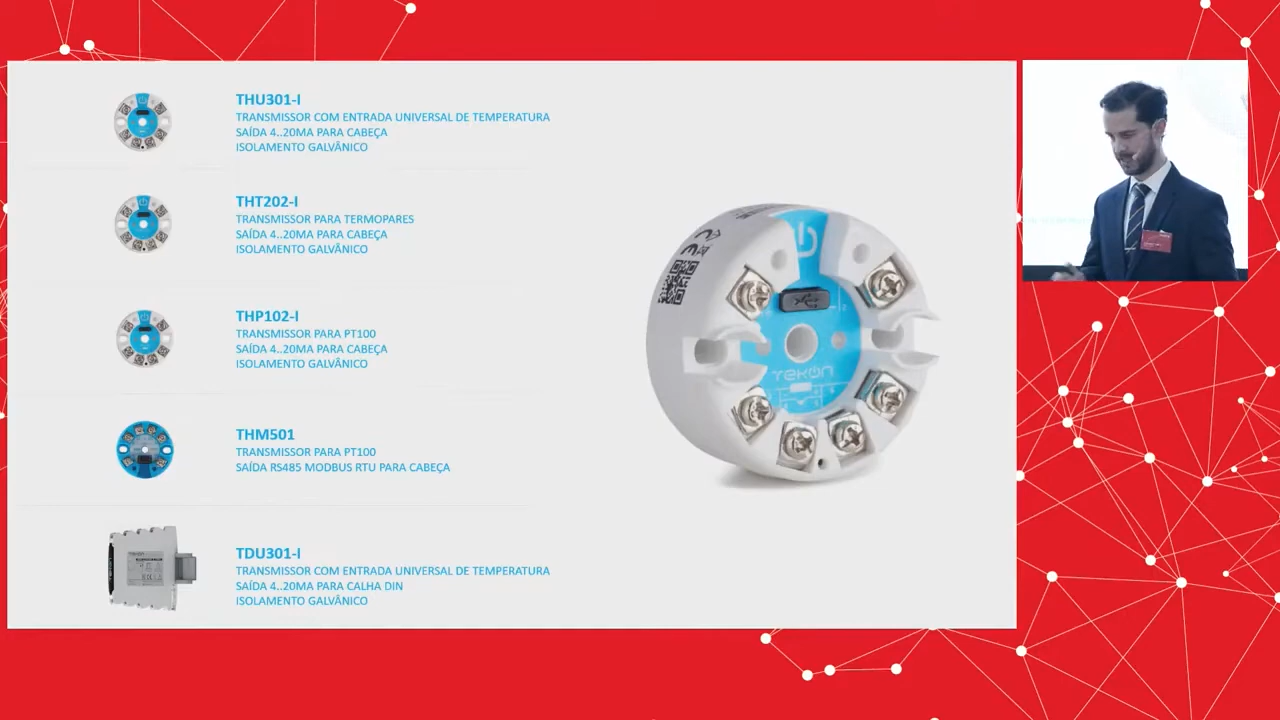 THU301-I
TRANSMISSOR COM ENTRADA UNIVERSAL DE TEMPERATURA
SAÍDA 4..20MA PARA CABEÇA
ISOLAMENTO GALVÂNICO
THT202-I
TRANSMISSOR PARA TERMOPARES
SAÍDA 4..20MA PARA CABEÇA
ISOLAMENTO GALVÂNICO
THP102-I
TRANSMISSOR PARA PT100
SAÍDA 4..20MA PARA CABEÇA
ISOLAMENTO GALVÂNICO
THM501
TRANSMISSOR PARA PT100
SAÍDA RS485 MODBUS RTU PARA CABEÇA
TDU301-I
TRANSMISSOR COM ENTRADA UNIVERSAL DE TEMPERATURA
SAÍDA 4..20MA PARA CALHA DIN
ISOLAMENTO GALVÂNICO
CE
TEKON